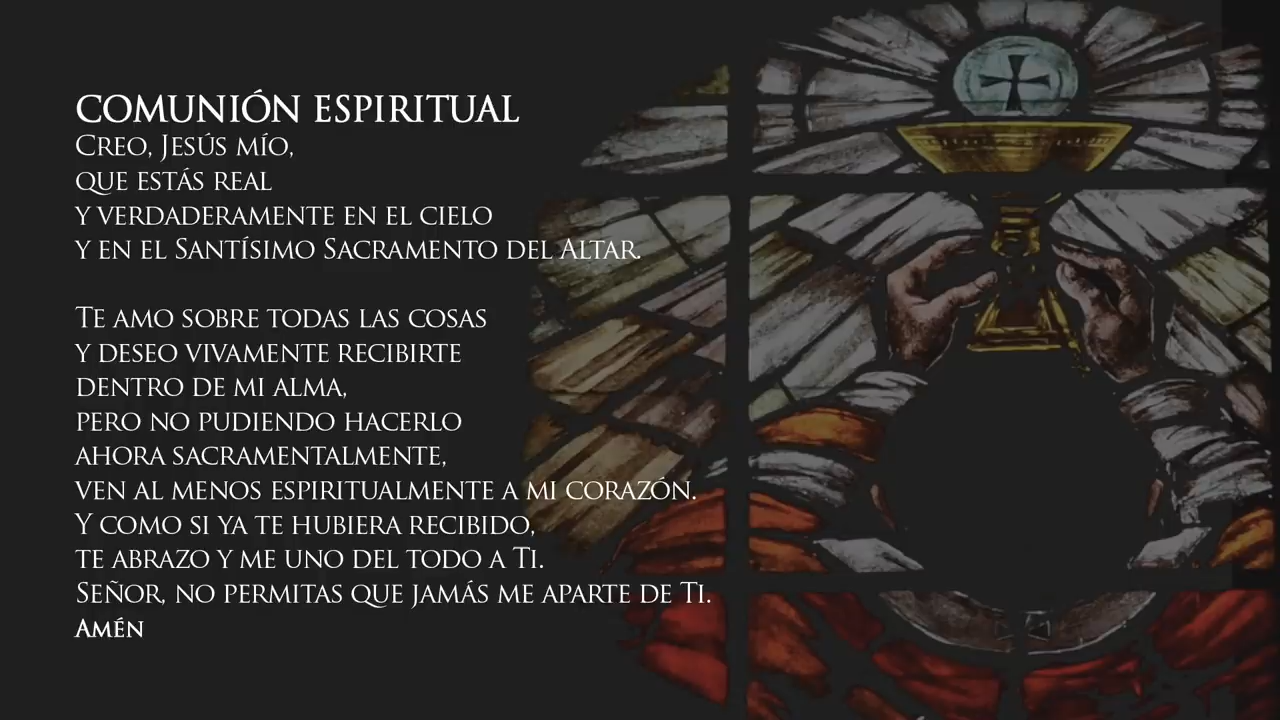 COMUNIÓN ESPIRITUAL
CREO, JESÚS MÍO,
QUE ESTÁS REAL
Y VERDADERAMENTE EN EL CIELO
Y EN EL SANTÍSIMO SACRAMENTO DEL ALTAR.
TE AMO SOBRE TODAS LAS COSAS
Y DESEO VIVAMENTE RECIBIRTE
DENTRO DE MI ALMA,
PERO NO PUDIENDO HACERLO
AHORA SACRAMENTALMENTE,
VEN AL MENOS ESPIRITUALMENTE A MI CORAZÓN.
Y COMO SI YA TE HUBIERA RECIBIDO,
TE ABRAZO Y ME UNO DEL TODO A TI.
SEÑOR, NO PERMITAS QUE JAMÁS ME APARTE DE TI.
AMÉN